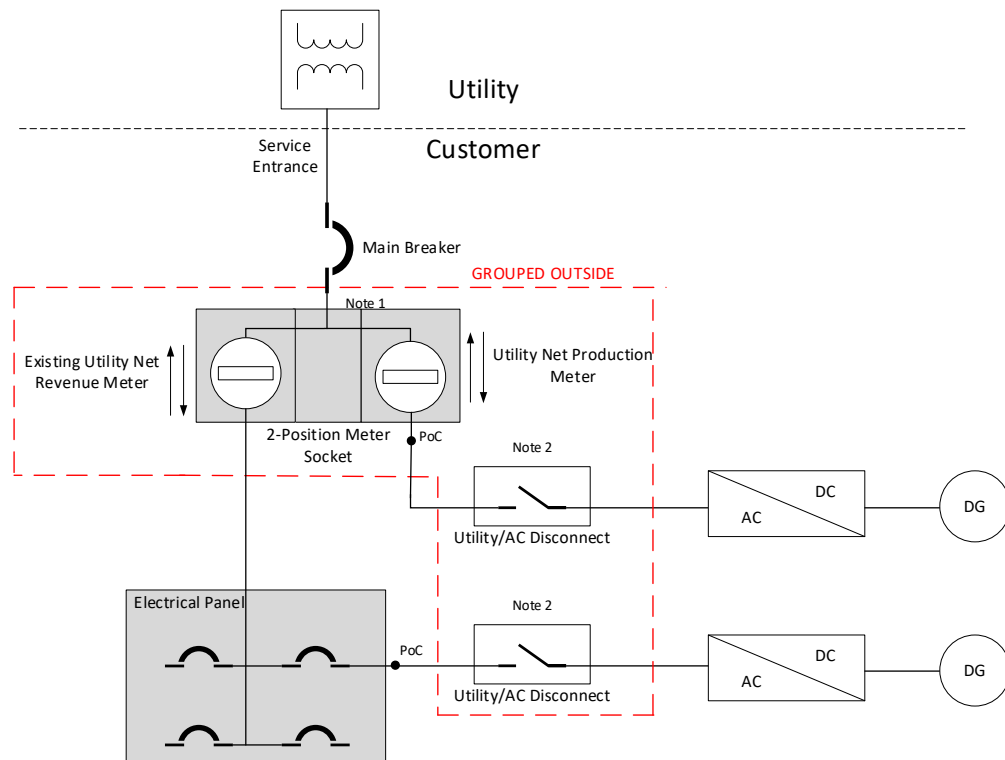 Utility
Customer
Service
Entrance
Main Breaker
GROUPED OUTSIDE
Note 1
Existing Utility Net
Revenue Meter
Utility Net Production
Meter
2-Position Meter
Socket
PoC
Note 2
DC
AC
DG
Utility/AC Disconnect
Electrical Panel
Note 2
PoC
DC
AC
DG
Utility/AC Disconnect